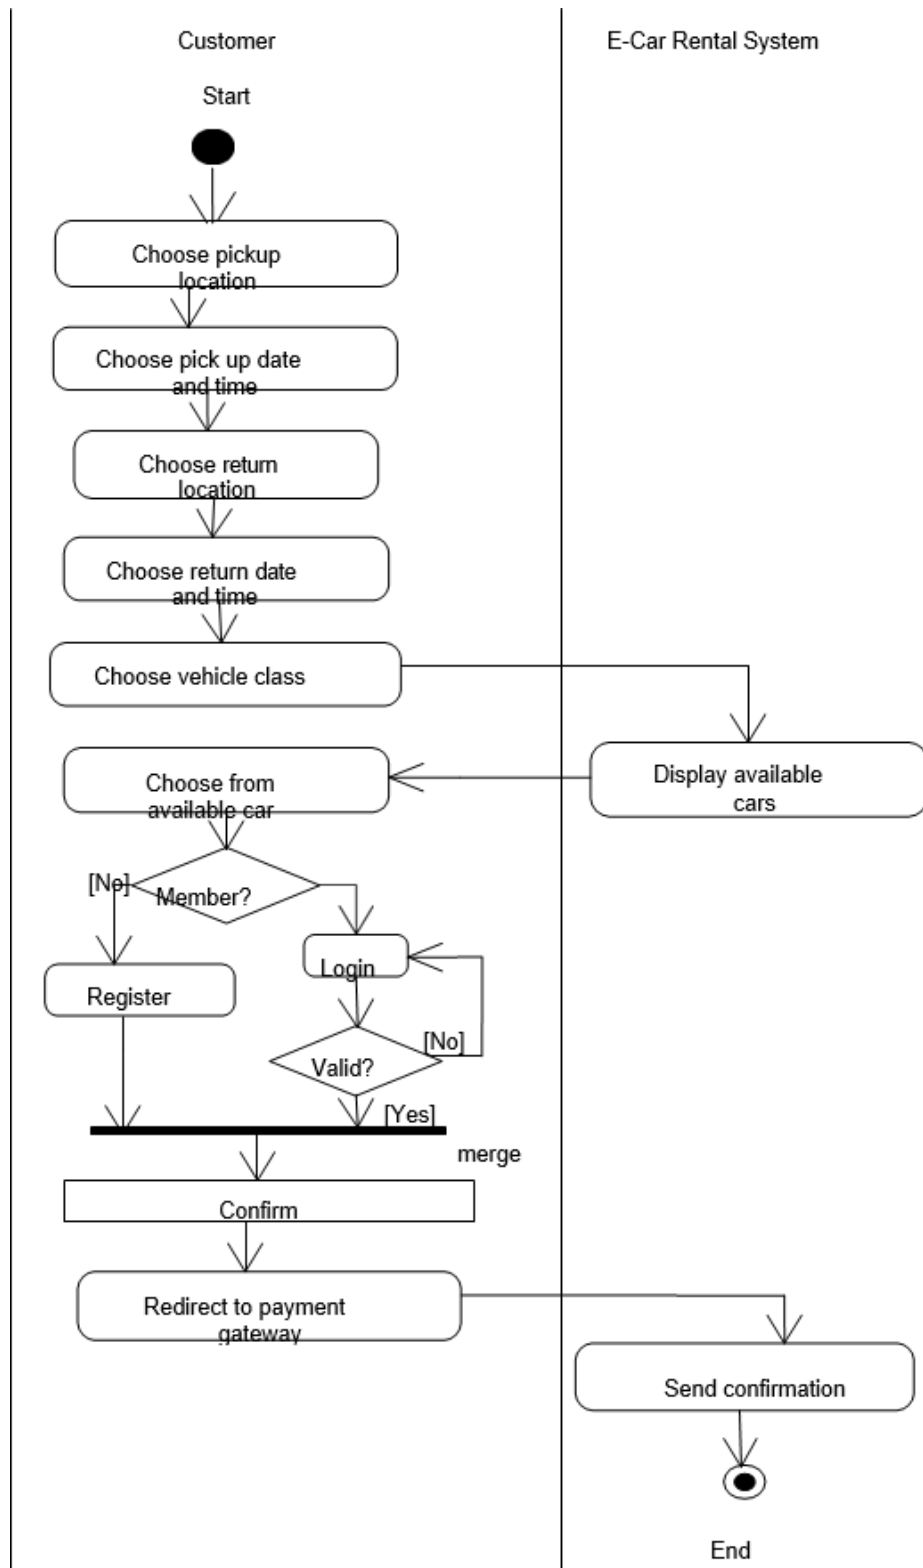 Customer
E-Car Rental System
Start
Choose pickup
location
Choose pick up date
and time
Choose return
location
Choose return date
and time
Choose vehicle class
Display available
cars
Choose from
available car
[No]
Member?
Login
Register
[No]
Valid?
[Yes]
merge
Confirm
Redirect to payment
gateway
Send confirmation
End